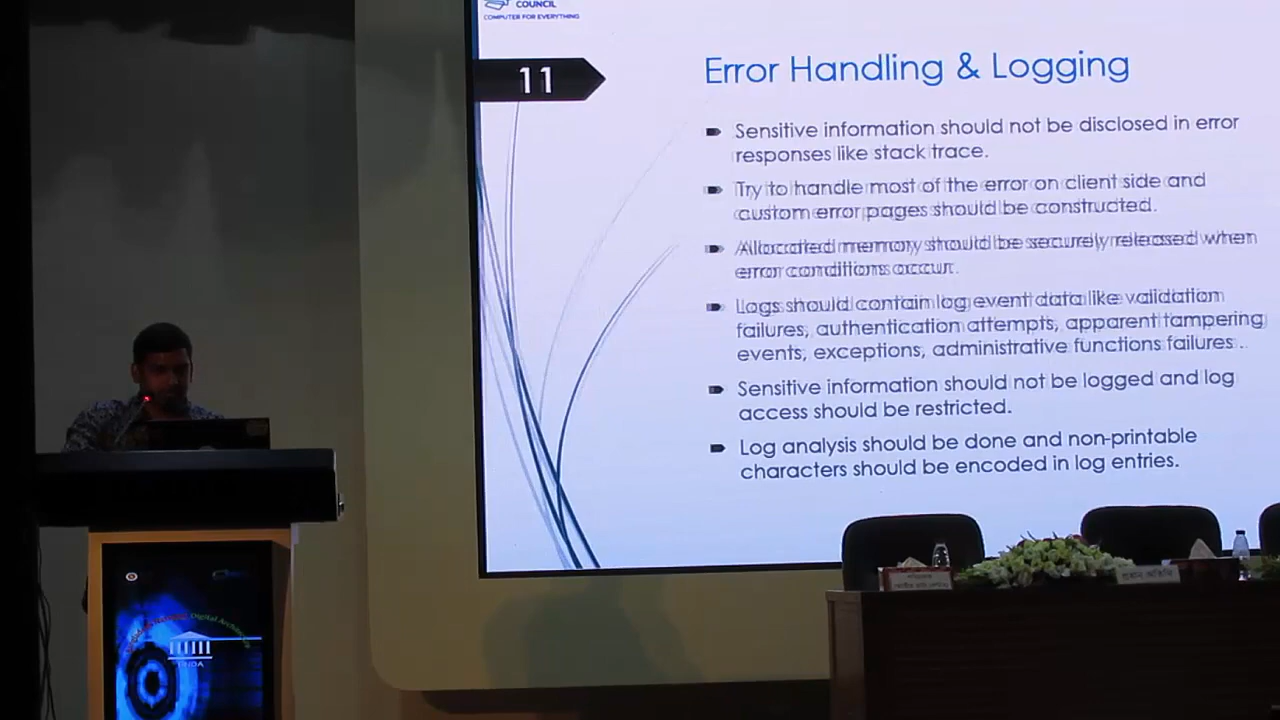 COUNCIL
COMPUTER FOR EVERYTHING
11
Error Handling & Logging
Sensitive information should not be disclosed in error
responses like stack trace.
Try to handle most of the error on client side and
custom error pages should be constructed.
Allocated memory should be securely released when
error conditions occur.
Logs should contain log event data like validation
failures, authentication attempts, apparent tampering
events, exceptions, administrative functions failures ..
Sensitive information should not be logged and log
access should be restricted.
Log analysis should be done and non-printable
characters should be encoded in log entries.
প্রধান অতিথি
Digital Architecture